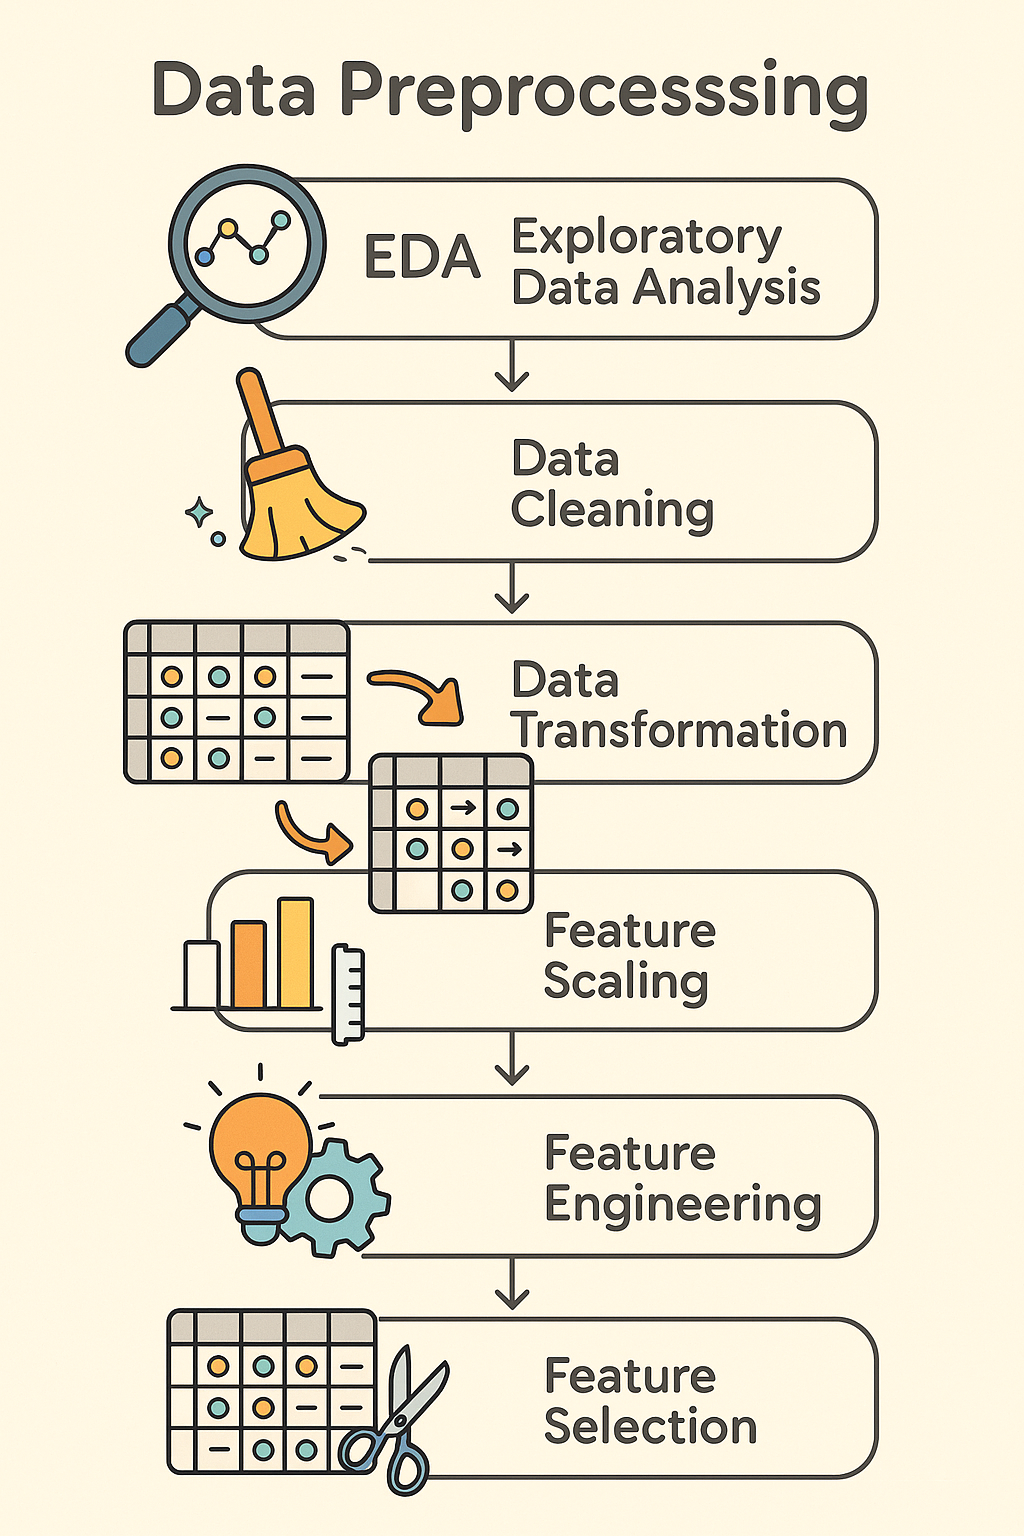 Data Preprocesssing
EDA
Exploratory
Data Analysis
Data
Cleaning
Data
Transformation
Feature
Scaling
Feature
Engineering
Feature
Selection